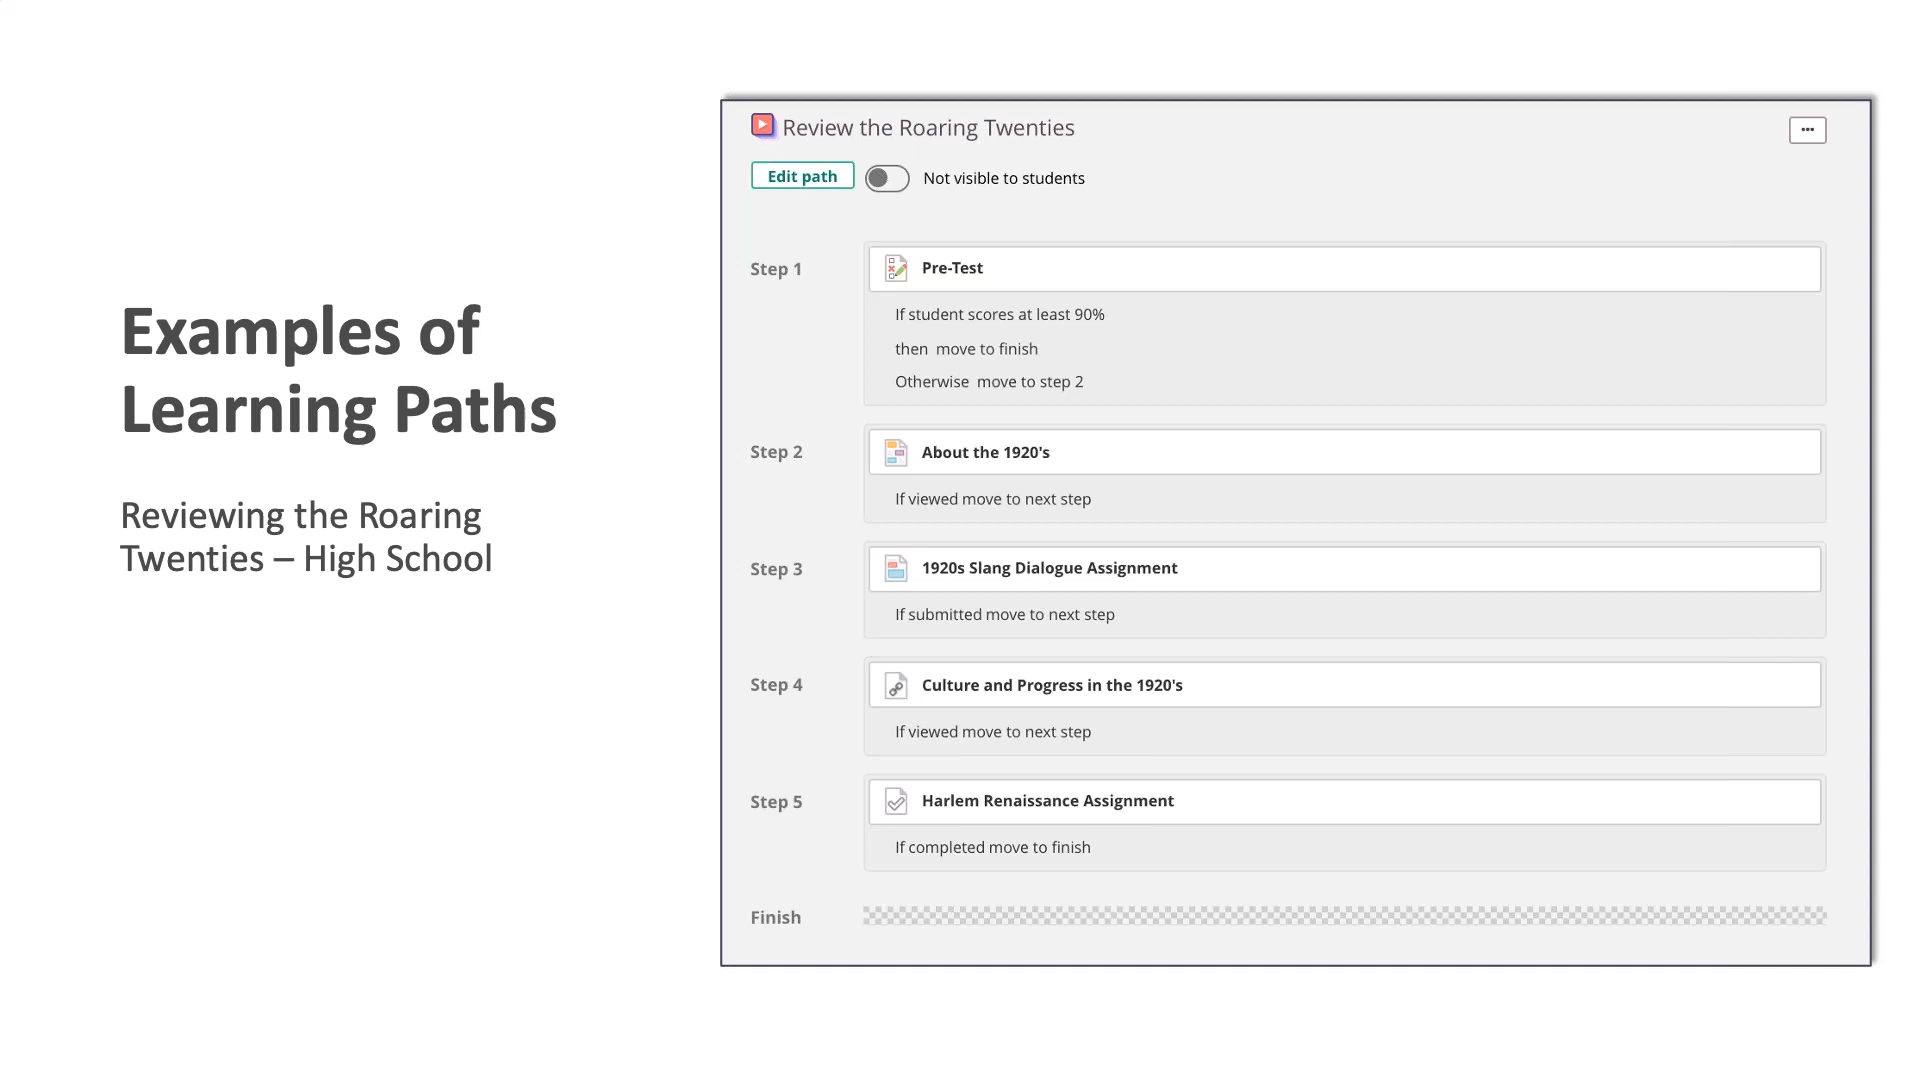 Examples of
Learning Paths
Reviewing the Roaring
Twenties – High School
Review the Roaring Twenties
Edit path
Not visible to students
Step 1
Pre-Test
If student scores at least 90%
then move to finish
Otherwise move to step 2
Step 2
About the 1920's
If viewed move to next step
Step 3
1920s Slang Dialogue Assignment
If submitted move to next step
Step 4
Culture and Progress in the 1920's
If viewed move to next step
Step 5
Harlem Renaissance Assignment
If completed move to finish
Finish